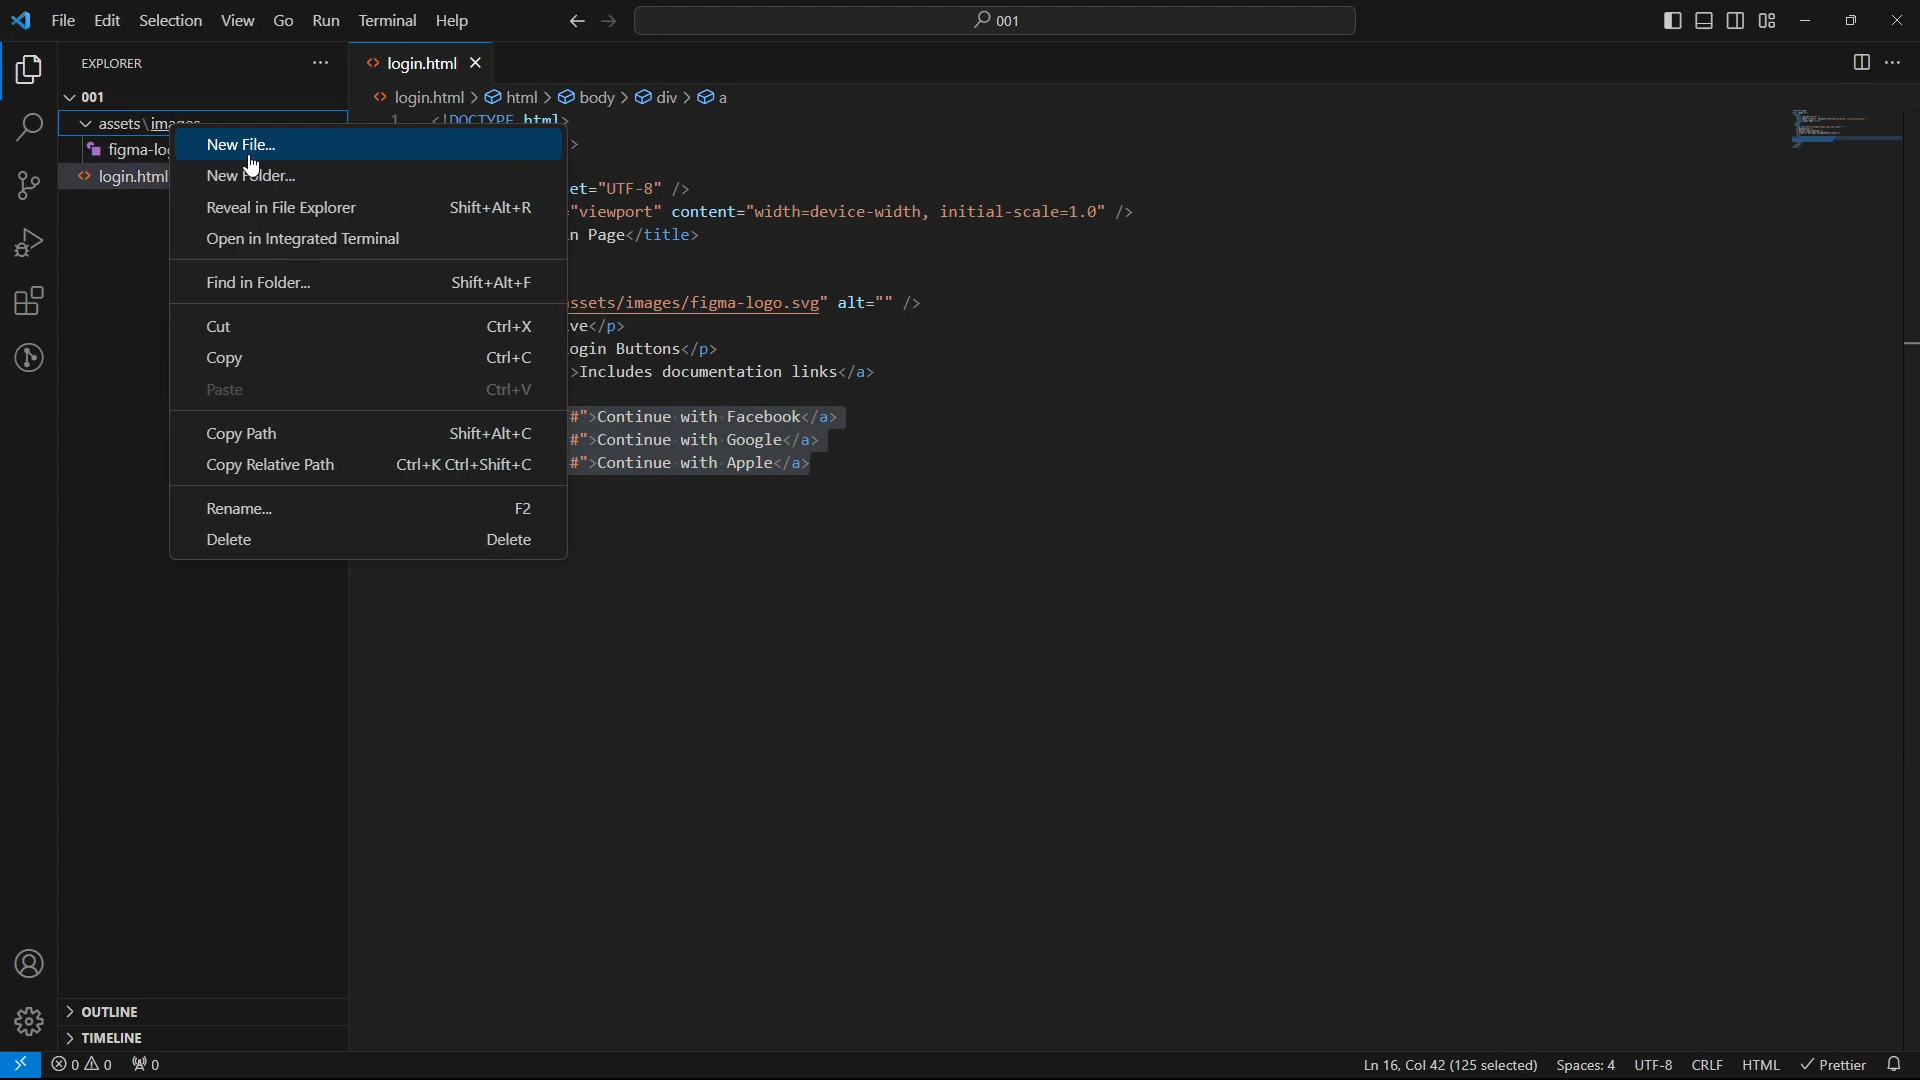 File Edit Selection View Go Run Terminal Help
001
EXPLORER
login.html
login.html > html > body > div > a
001
assets\images
1 <!DOCTYPE html>
figma-lo
New File...
>
login.html
New Folder...
et="UTF-8" />
Reveal in File Explorer Shift+Alt+R
"viewport" content="width=device-width, initial-scale=1.0" />
Open in Integrated Terminal
n Page</title>
Find in Folder... Shift+Alt+F
ssets/images/figma-logo.svg" alt="" />
Cut Ctrl+X
ve</p>
ogin Buttons</p>
Copy Ctrl+C
>Includes documentation links</a>
Paste Ctrl+V
#">Continue with Facebook</a>
Copy Path Shift+Alt+C
#">Continue with Google</a>
Copy Relative Path Ctrl+K Ctrl+Shift+C
#">Continue with Apple</a>
Rename... F2
Delete Delete
OUTLINE
TIMELINE
0 0 0
Ln 16, Col 42 (125 selected) Spaces: 4 UTF-8 CRLF HTML Prettier